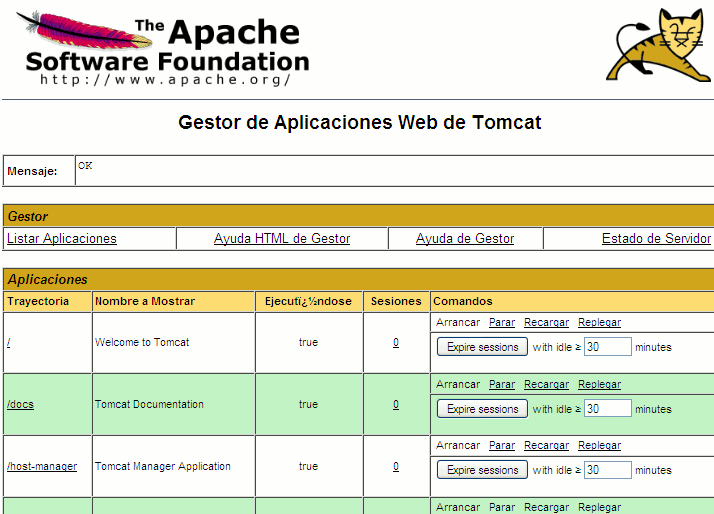 The Apache
Software Foundation
http://www.apache.org/
Gestor de Aplicaciones Web de Tomcat
Mensaje: OK
Gestor
Listar Aplicaciones Ayuda HTML de Gestor Ayuda de Gestor Estado de Servidor
Aplicaciones
Trayectoria Nombre a Mostrar Ejecutï¿½ndose Sesiones Comandos
Arrancar Parar Recargar Replegar
/ Welcome to Tomcat true 0 Expire sessions with idle ≥ 30 minutes
Arrancar Parar Recargar Replegar
/docs Tomcat Documentation true 0 Expire sessions with idle ≥ 30 minutes
Arrancar Parar Recargar Replegar
/host-manager Tomcat Manager Application true 0 Expire sessions with idle ≥ 30 minutes
Arrancar Parar Recargar Replegar